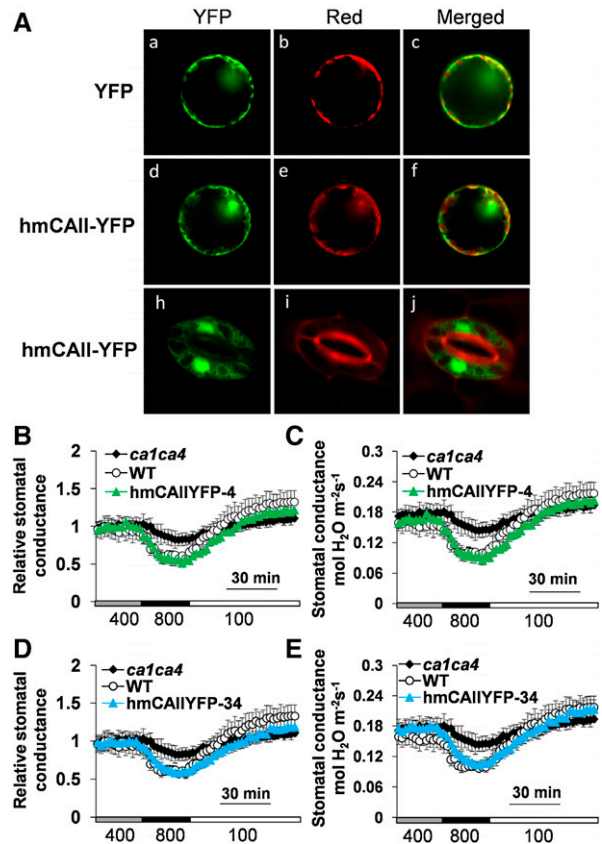 A
YFP Red Merged
YFP
a b c
hmCAII-YFP
d e f
hmCAII-YFP
h i j
B
Relative stomatal
conductance
2
1.5
1
0.5
0
ca1ca4
WT
hmCAIIYFP-4
30 min
400 800 100
C
Stomatal conductance
mol H₂O m⁻²s⁻¹
0.3
0.24
0.18
0.12
0.06
0
ca1ca4
WT
hmCAIIYFP-4
30 min
400 800 100
D
Relative stomatal
conductance
2
1.5
1
0.5
0
ca1ca4
WT
hmCAIIYFP-34
30 min
400 800 100
E
Stomatal conductance
mol H₂O m⁻²s⁻¹
0.3
0.24
0.18
0.12
0.06
0
ca1ca4
WT
hmCAIIYFP-34
30 min
400 800 100